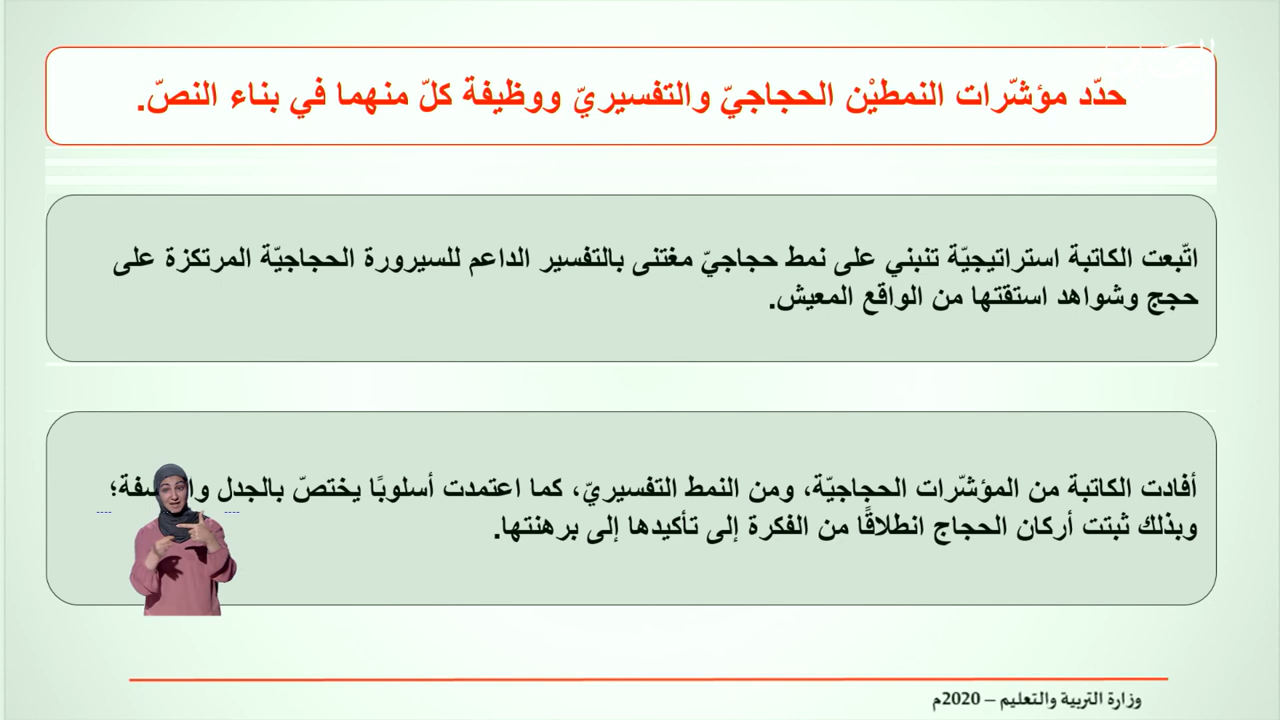 حدّد مؤشّرات النمطيْن الحجاجيّ والتفسيريّ ووظيفة كلّ منهما في بناء النصّ.
اتّبعت الكاتبة استراتيجيّة تنبني على نمط حجاجيّ مغتنى بالتفسير الداعم للسيرورة الحجاجيّة المرتكزة على
حجج وشواهد استقتها من الواقع المعيش.
أفادت الكاتبة من المؤشّرات الحجاجيّة، ومن النمط التفسيريّ، كما اعتمدت أسلوبًا يختصّ بالجدل
وبذلك ثبتت أركان الحجاج انطلاقًا من الفكرة إلى تأكيدها إلى برهنتها.
وزارة التربية والتعليم – 2020م